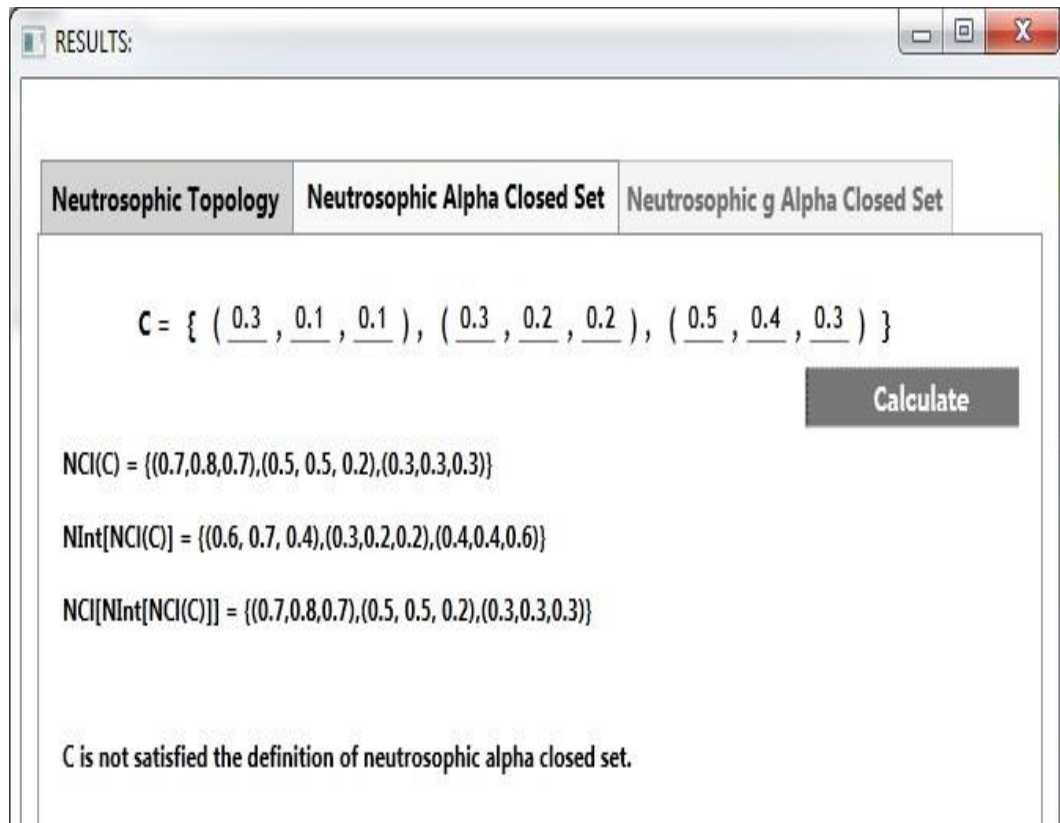 RESULTS:
Neutrosophic Topology
Neutrosophic Alpha Closed Set
Neutrosophic g Alpha Closed Set
C = { ( 0.3 , 0.1 , 0.1 ), ( 0.3 , 0.2 , 0.2 ), ( 0.5 , 0.4 , 0.3 ) }
Calculate
NCl(C) = {(0.7,0.8,0.7),(0.5, 0.5, 0.2),(0.3,0.3,0.3)}
NInt[NCl(C)] = {(0.6, 0.7, 0.4),(0.3,0.2,0.2),(0.4,0.4,0.6)}
NCl[NInt[NCl(C)]] = {(0.7,0.8,0.7),(0.5, 0.5, 0.2),(0.3,0.3,0.3)}
C is not satisfied the definition of neutrosophic alpha closed set.